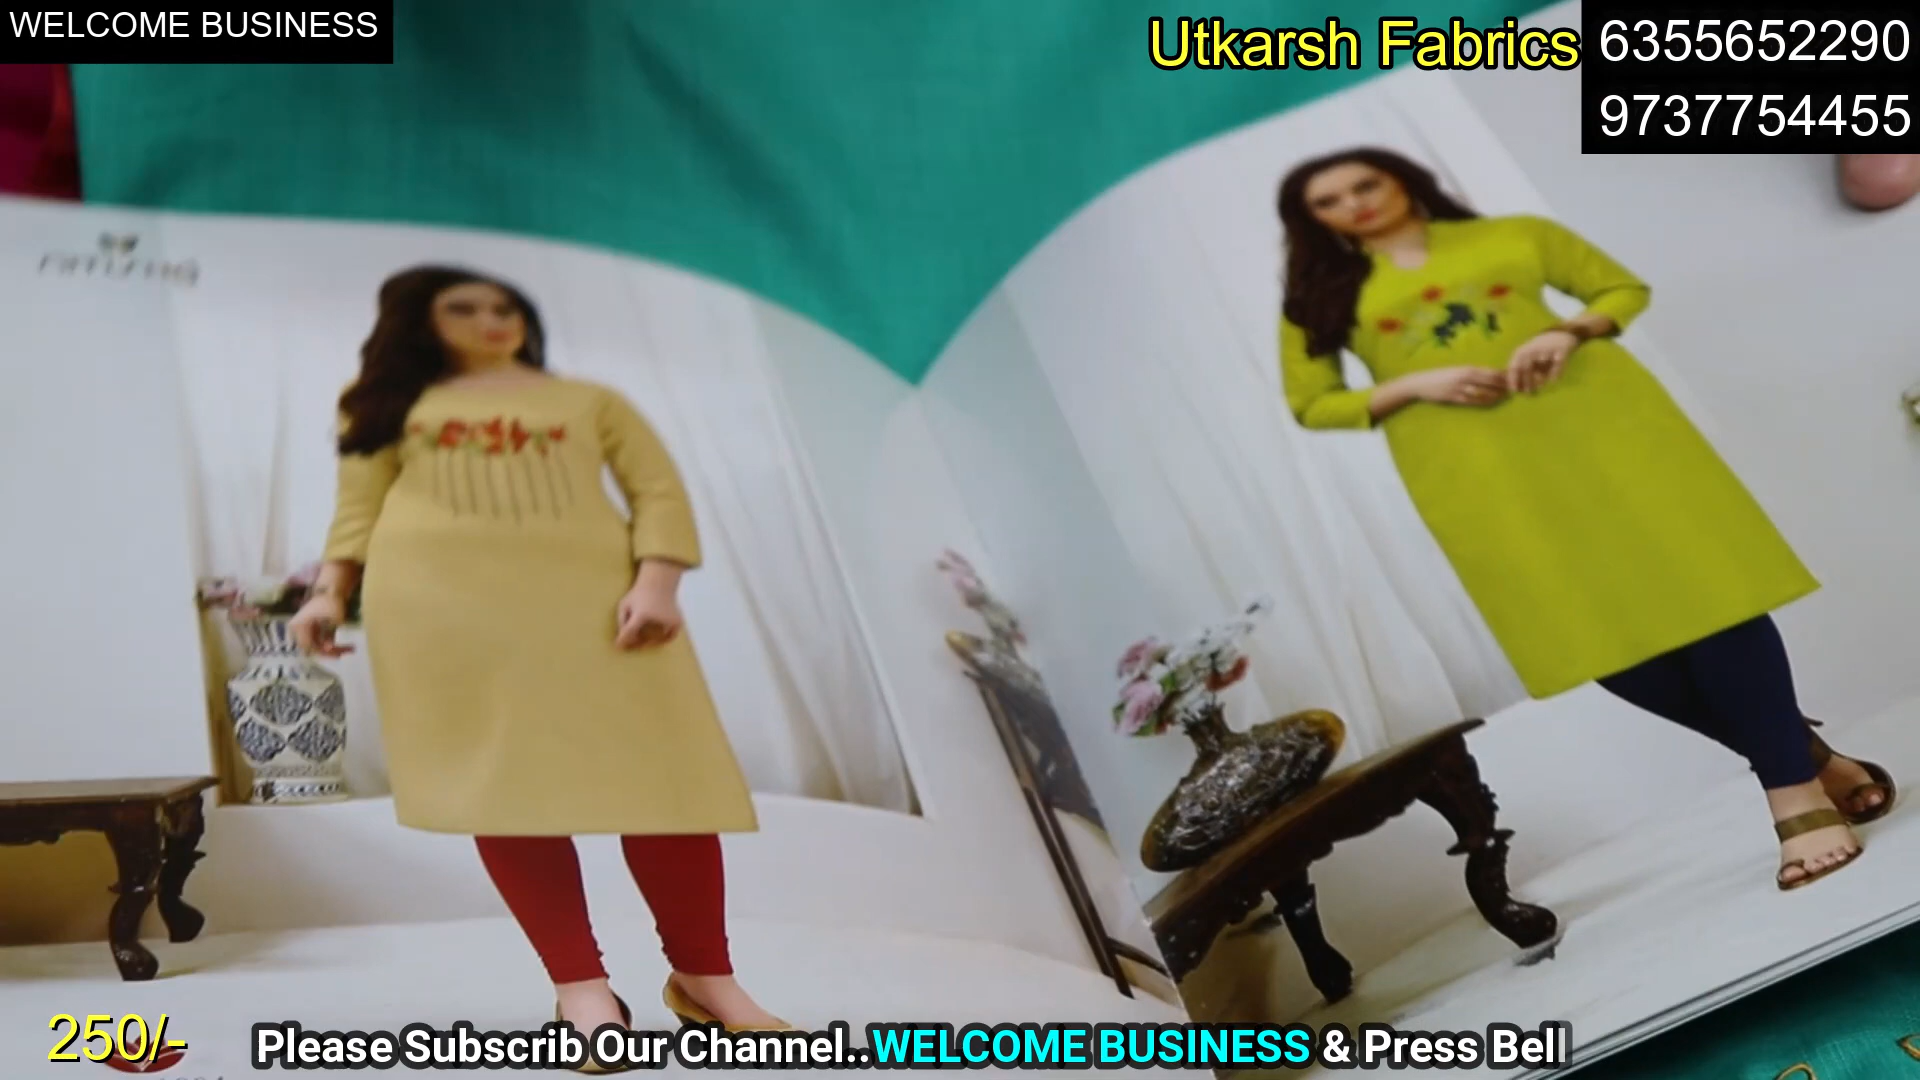 WELCOME BUSINESS
Utkarsh Fabrics
6355652290
9737754455
250/-
Please Subscrib Our Channel..WELCOME BUSINESS & Press Bell